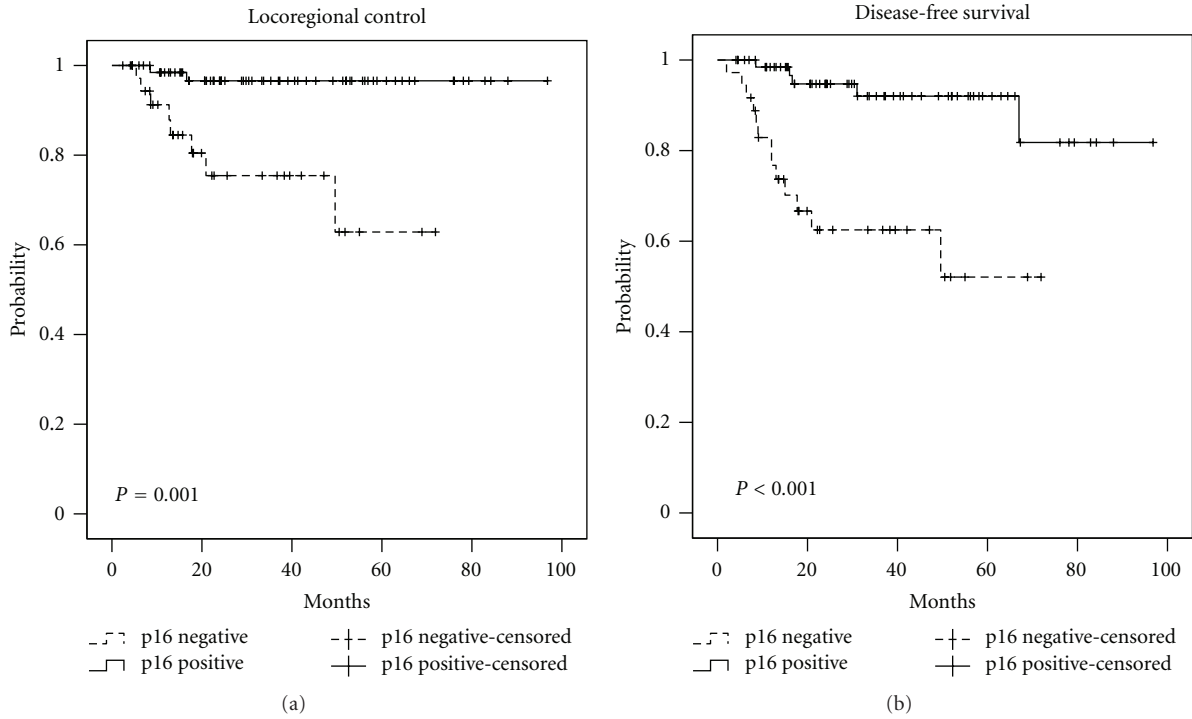 Locoregional control
1
0.8
0.6
0.4
0.2
0
Probability
P = 0.001
0 20 40 60 80 100
Months
p16 negative
p16 positive
p16 negative-censored
p16 positive-censored
(a)
Disease-free survival
1
0.8
0.6
0.4
0.2
0
Probability
P < 0.001
0 20 40 60 80 100
Months
p16 negative
p16 positive
p16 negative-censored
p16 positive-censored
(b)